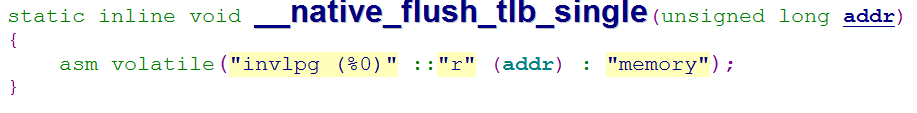 static inline void __native_flush_tlb_single(unsigned long addr)
{
    asm volatile("invlpg (%0)" ::"r" (addr) : "memory");
}